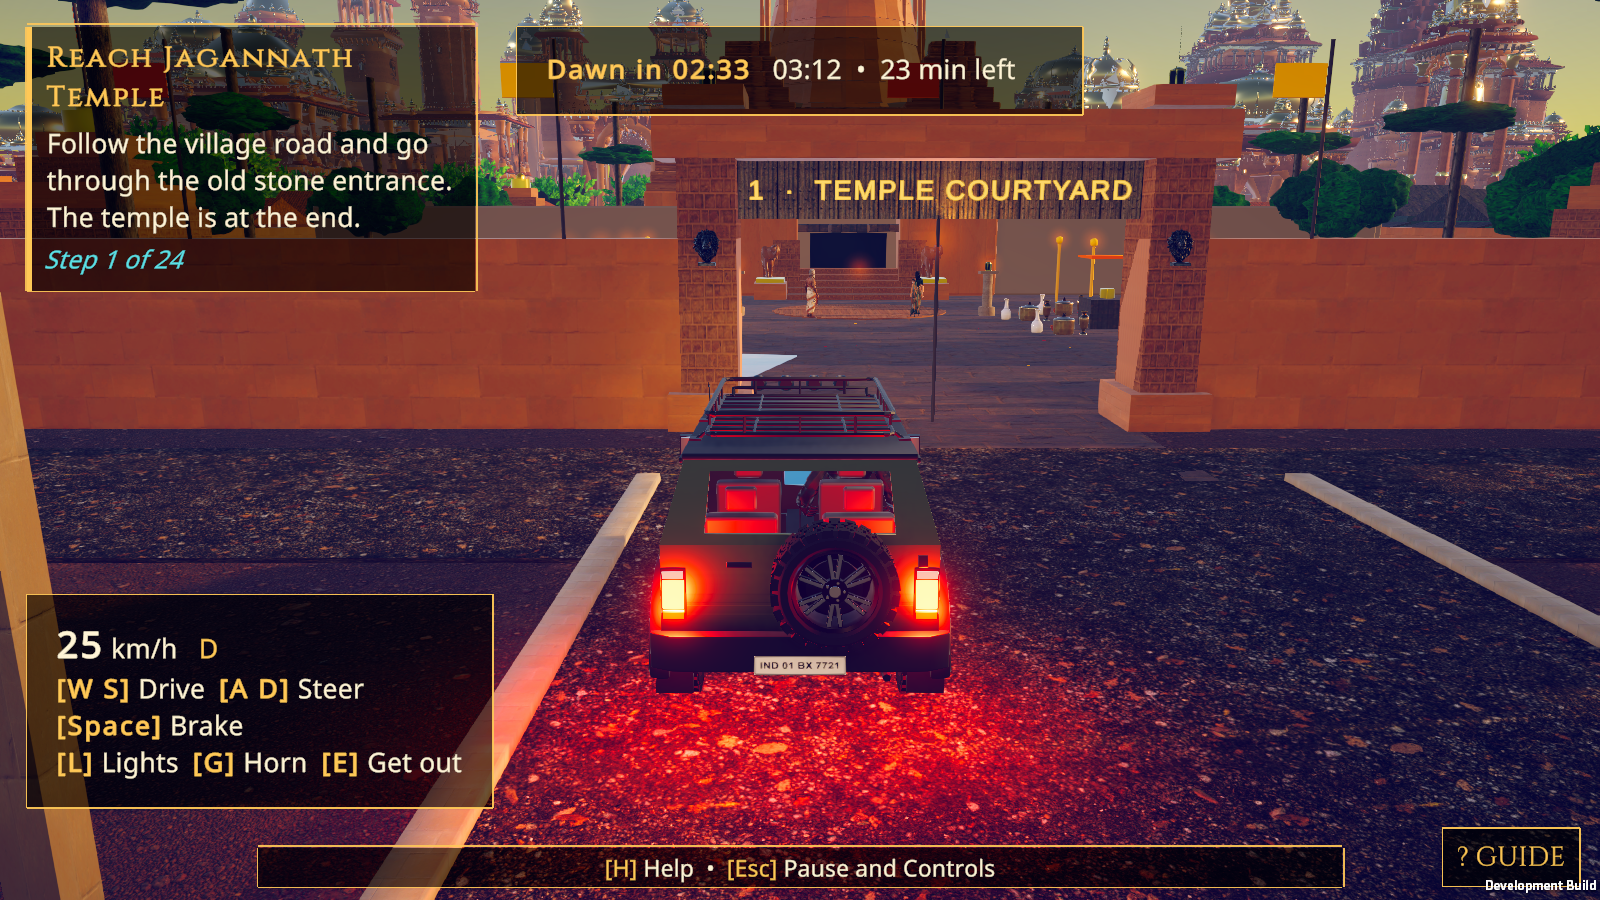 REACH JAGANNATH
TEMPLE
Follow the village road and go
through the old stone entrance.
The temple is at the end.
Step 1 of 24
Dawn in 02:33 03:12 • 23 min left
1 · TEMPLE COURTYARD
IND 01 BX 7721
25 km/h D
[W S] Drive [A D] Steer
[Space] Brake
[L] Lights [G] Horn [E] Get out
[H] Help • [Esc] Pause and Controls
? GUIDE
Development Build